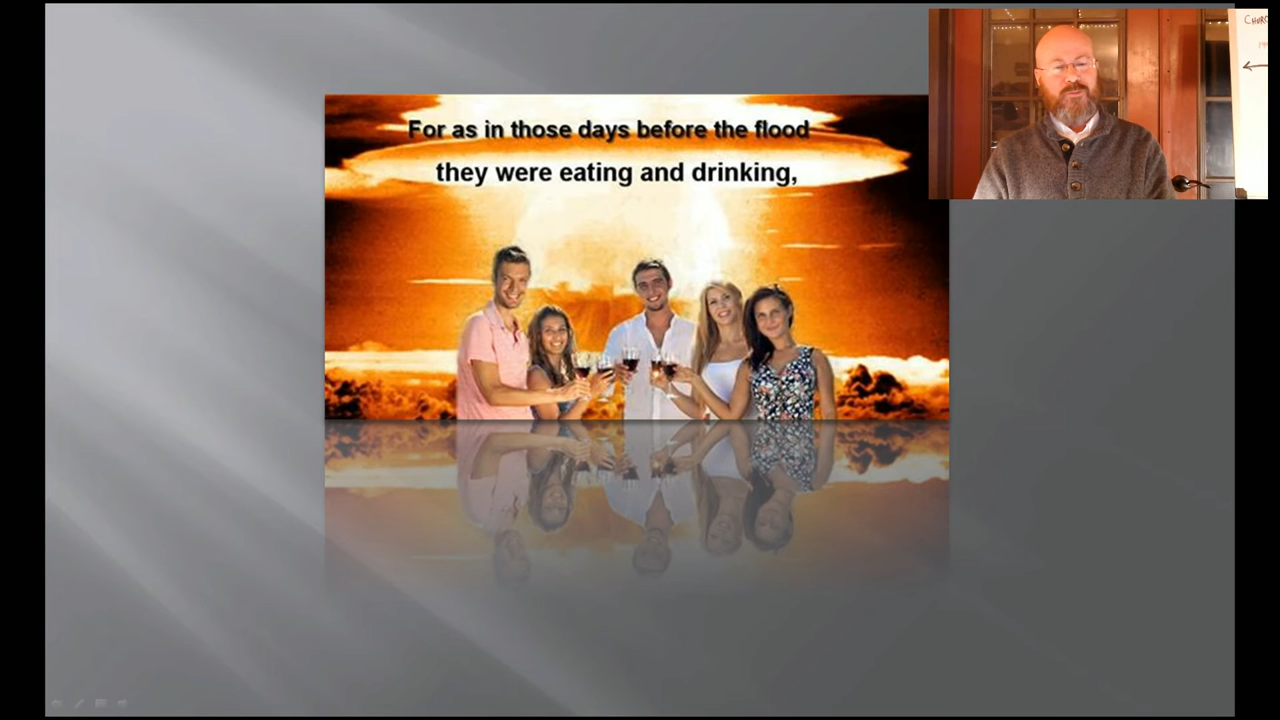 For as in those days before the flood
they were eating and drinking,